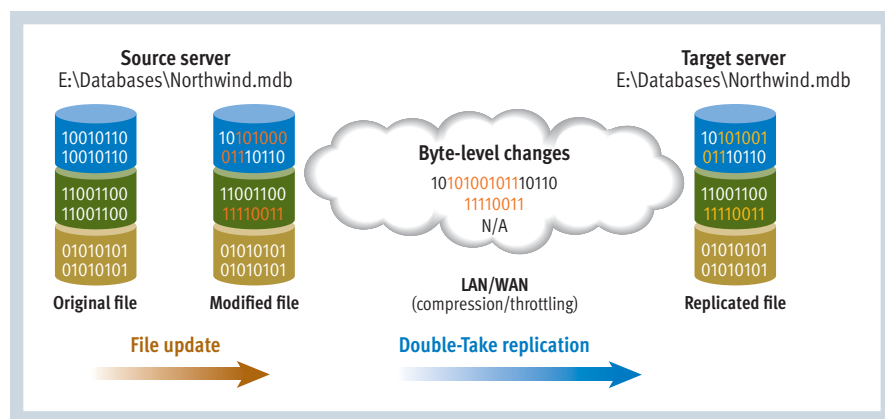 Source server
E:\Databases\Northwind.mdb
Target server
E:\Databases\Northwind.mdb
10010110
10010110
11001100
11001100
01010101
01010101
Original file
10101000
01110110
11001100
11110011
01010101
01010101
Modified file
Byte-level changes
1010100101110110
11110011
N/A
LAN/WAN
(compression/throttling)
10101001
01110110
11001100
11110011
01010101
01010101
Replicated file
File update
Double-Take replication